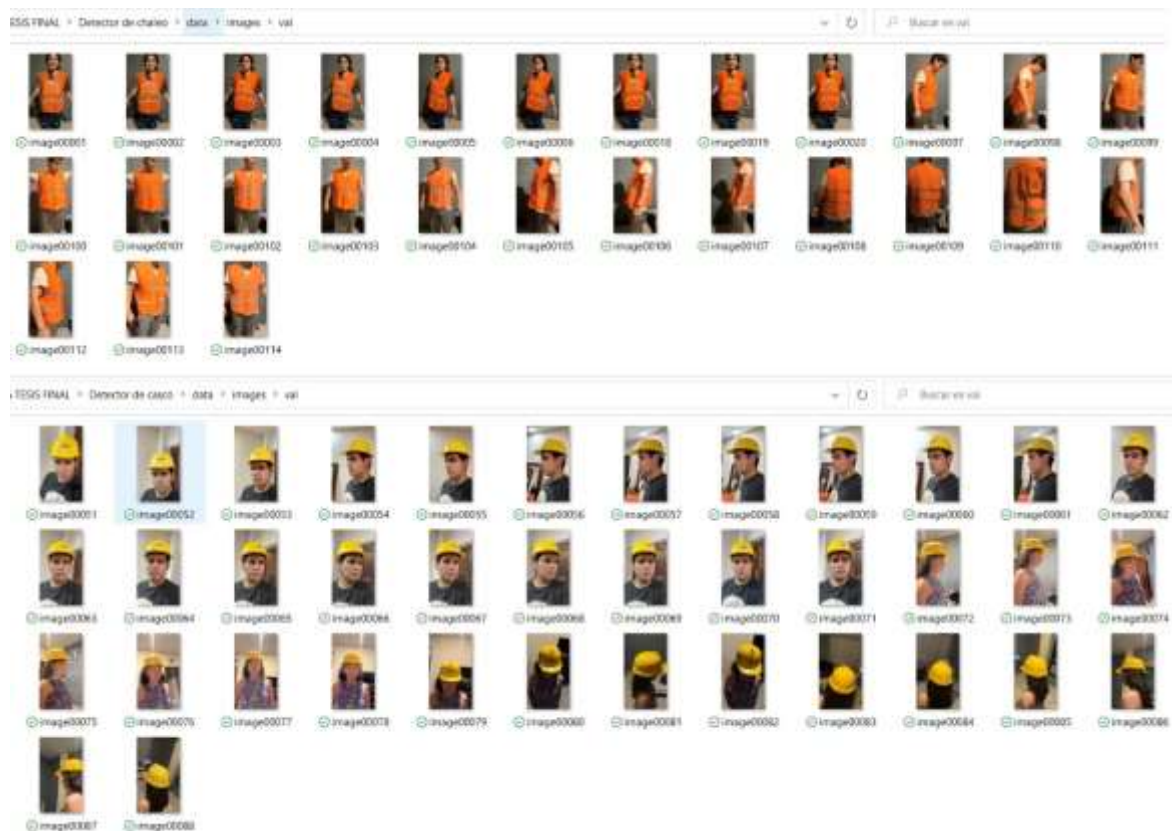 TESIS FINAL > Detector de chaleo > data > images > val Buscar en val
image00001 image00002 image00003 image00004 image00005 image00006 image00018 image00019 image00020 image00097 image00098 image00099
image00100 image00101 image00102 image00103 image00104 image00105 image00106 image00107 image00108 image00109 image00110 image00111
image00112 image00113 image00114
TESIS FINAL > Detector de casco > data > images > val Buscar en val
image00051 image00052 image00053 image00054 image00055 image00056 image00057 image00058 image00059 image00060 image00061 image00062
image00063 image00064 image00065 image00066 image00067 image00068 image00069 image00070 image00071 image00072 image00073 image00074
image00075 image00076 image00077 image00078 image00079 image00080 image00081 image00082 image00083 image00084 image00085 image00086
image00087 image00088